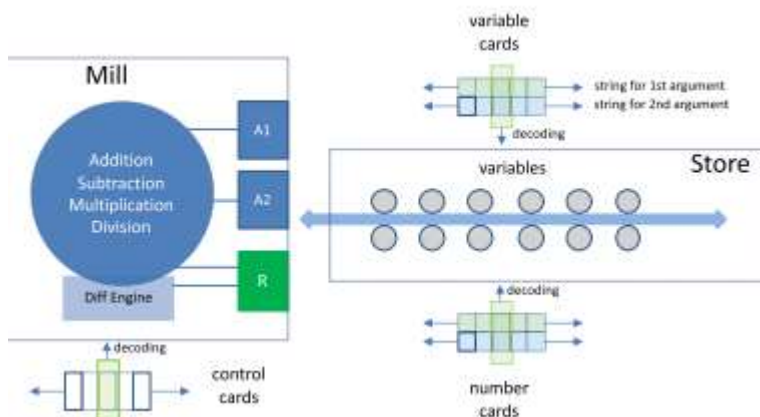 variable
cards
string for 1st argument
string for 2nd argument
decoding
Mill
A1
Addition
Subtraction
Multiplication
Division
A2
R
Diff Engine
Store
variables
decoding
control
cards
decoding
number
cards